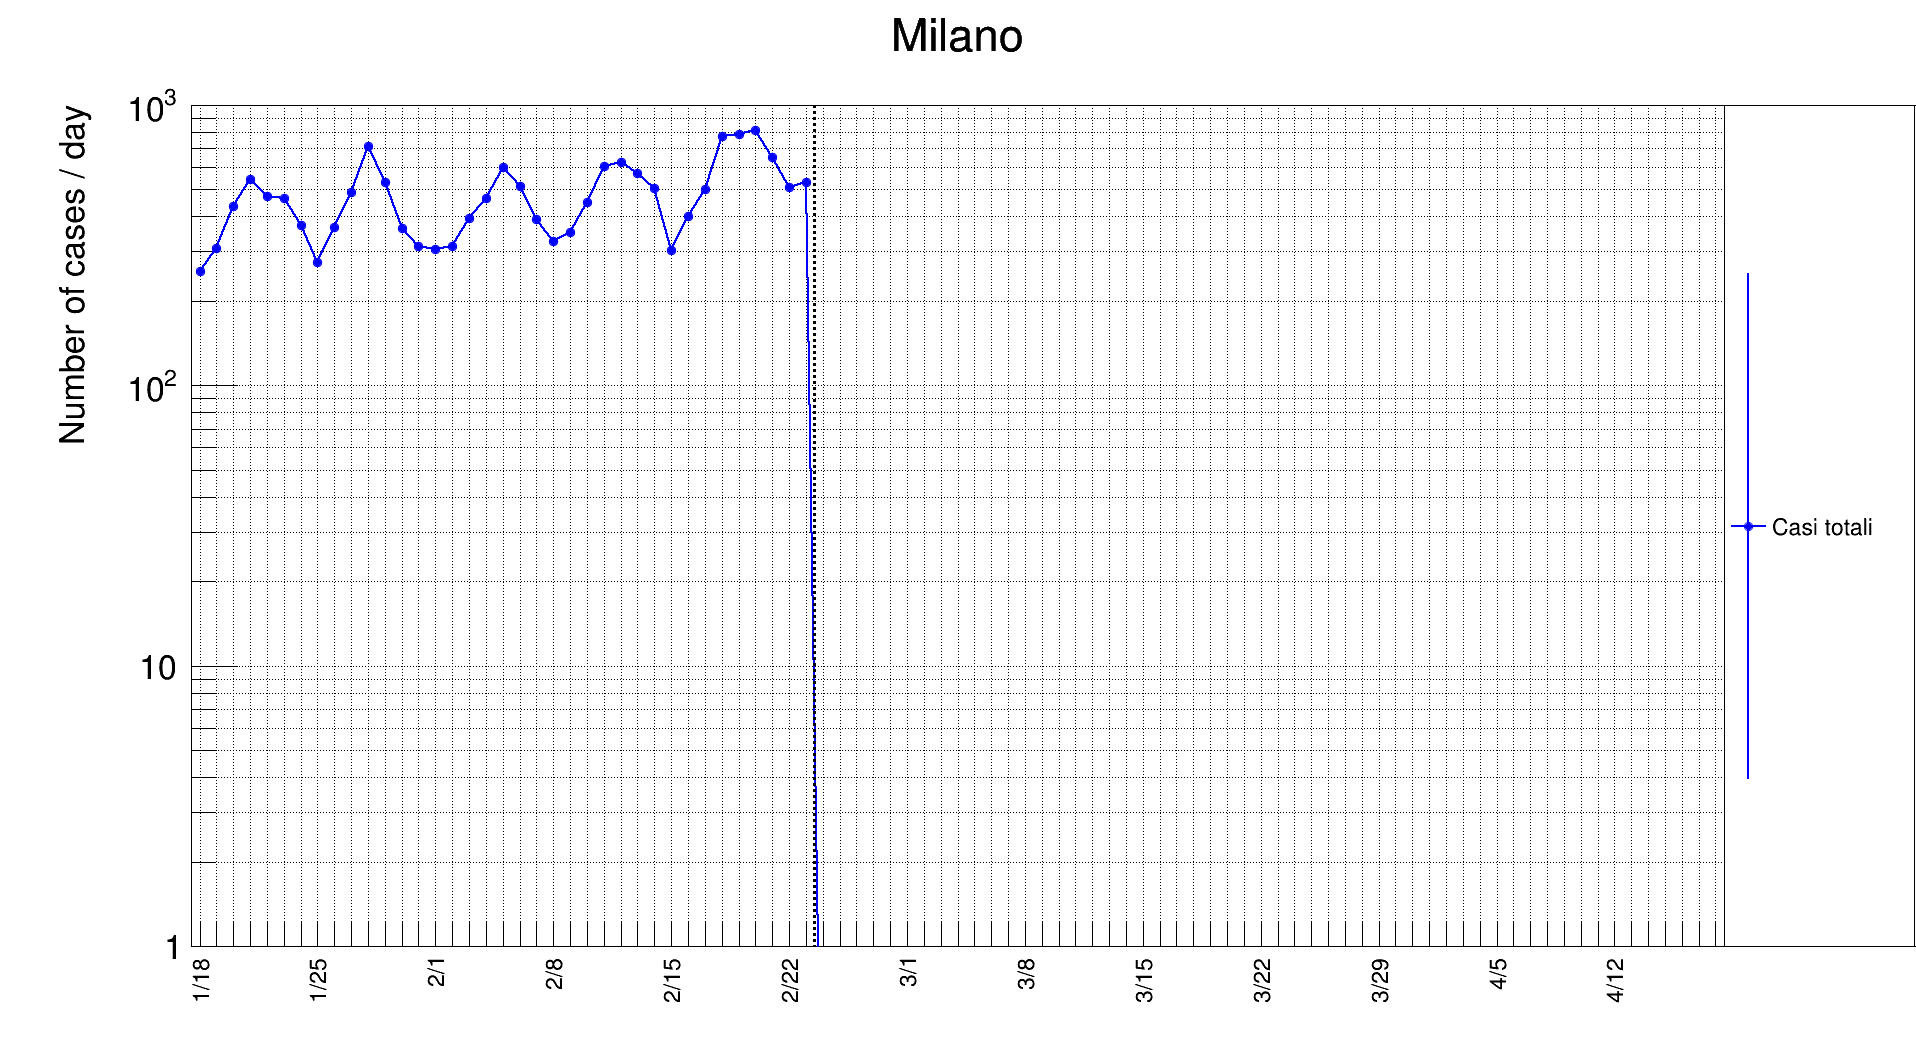 Milano
Number of cases / day
10³
10²
10
1
1/18 1/25 2/1 2/8 2/15 2/22 3/1 3/8 3/15 3/22 3/29 4/5 4/12
Casi totali